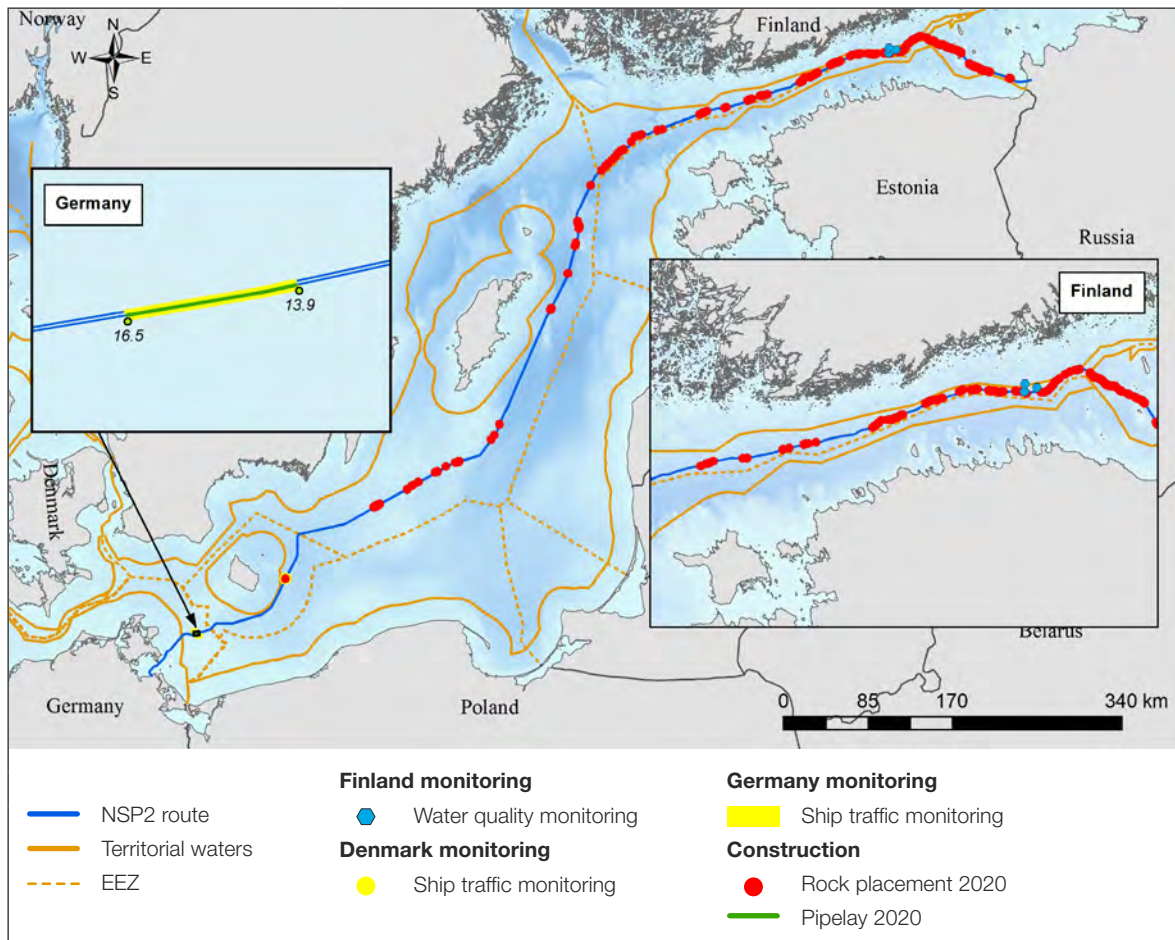 Norway
N
W E
S
Finland
Germany
16.5
13.9
Estonia
Russia
Finland
Denmark
Belarus
Germany
Poland
0 85 170 340 km
NSP2 route
Territorial waters
EEZ
Finland monitoring
Water quality monitoring
Denmark monitoring
Ship traffic monitoring
Germany monitoring
Ship traffic monitoring
Construction
Rock placement 2020
Pipelay 2020